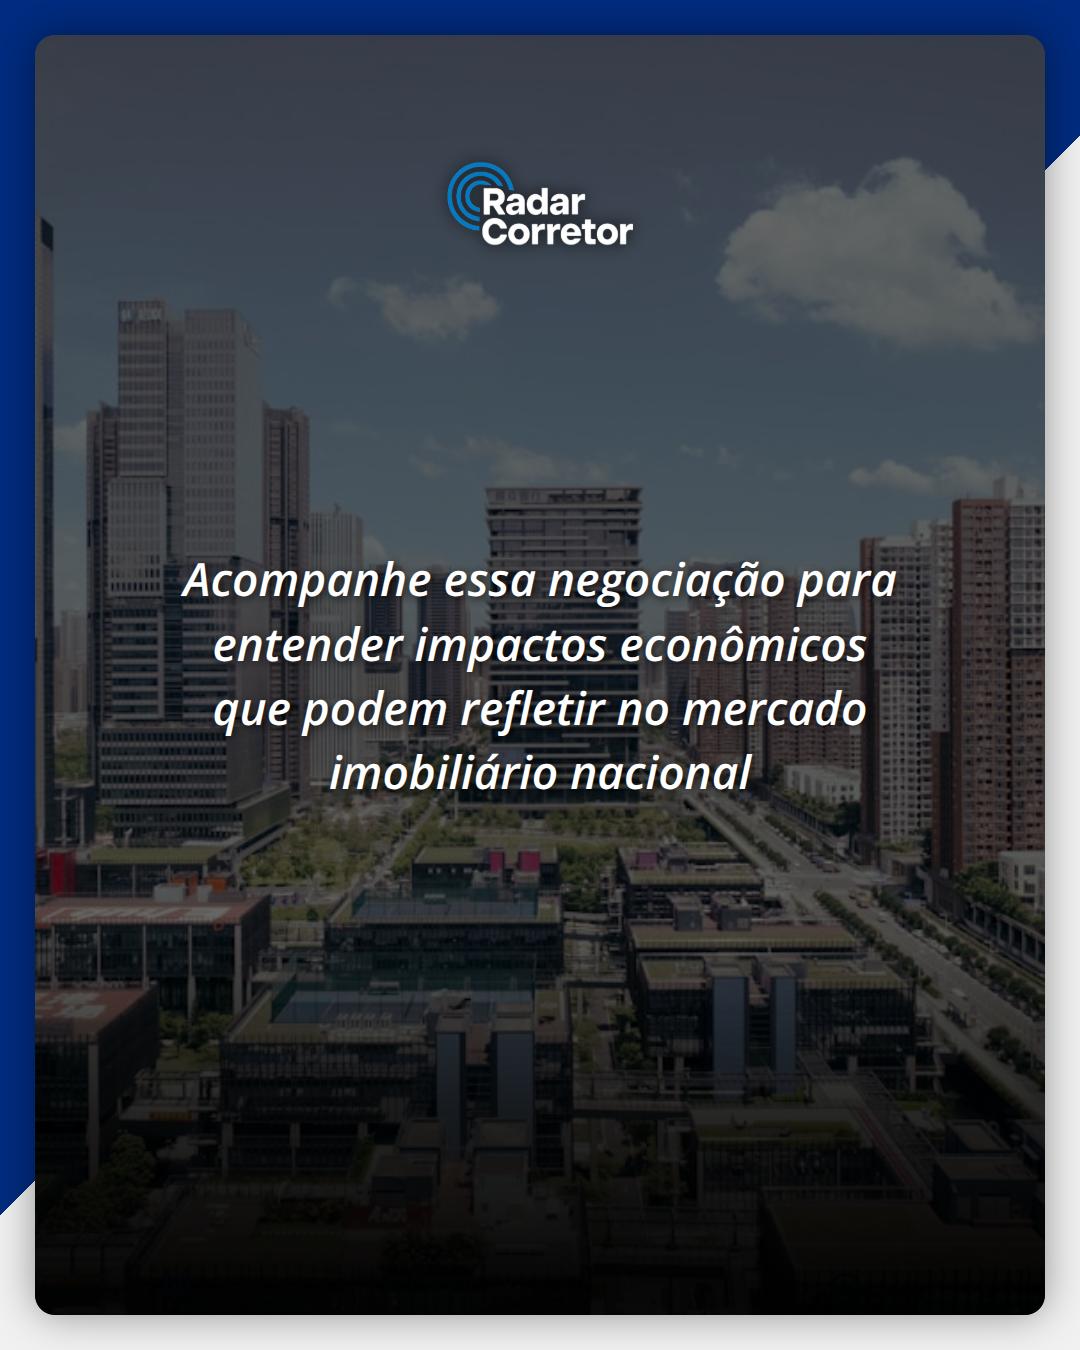 Radar
Corretor
Acompanhe essa negociação para
entender impactos econômicos
que podem refletir no mercado
imobiliário nacional